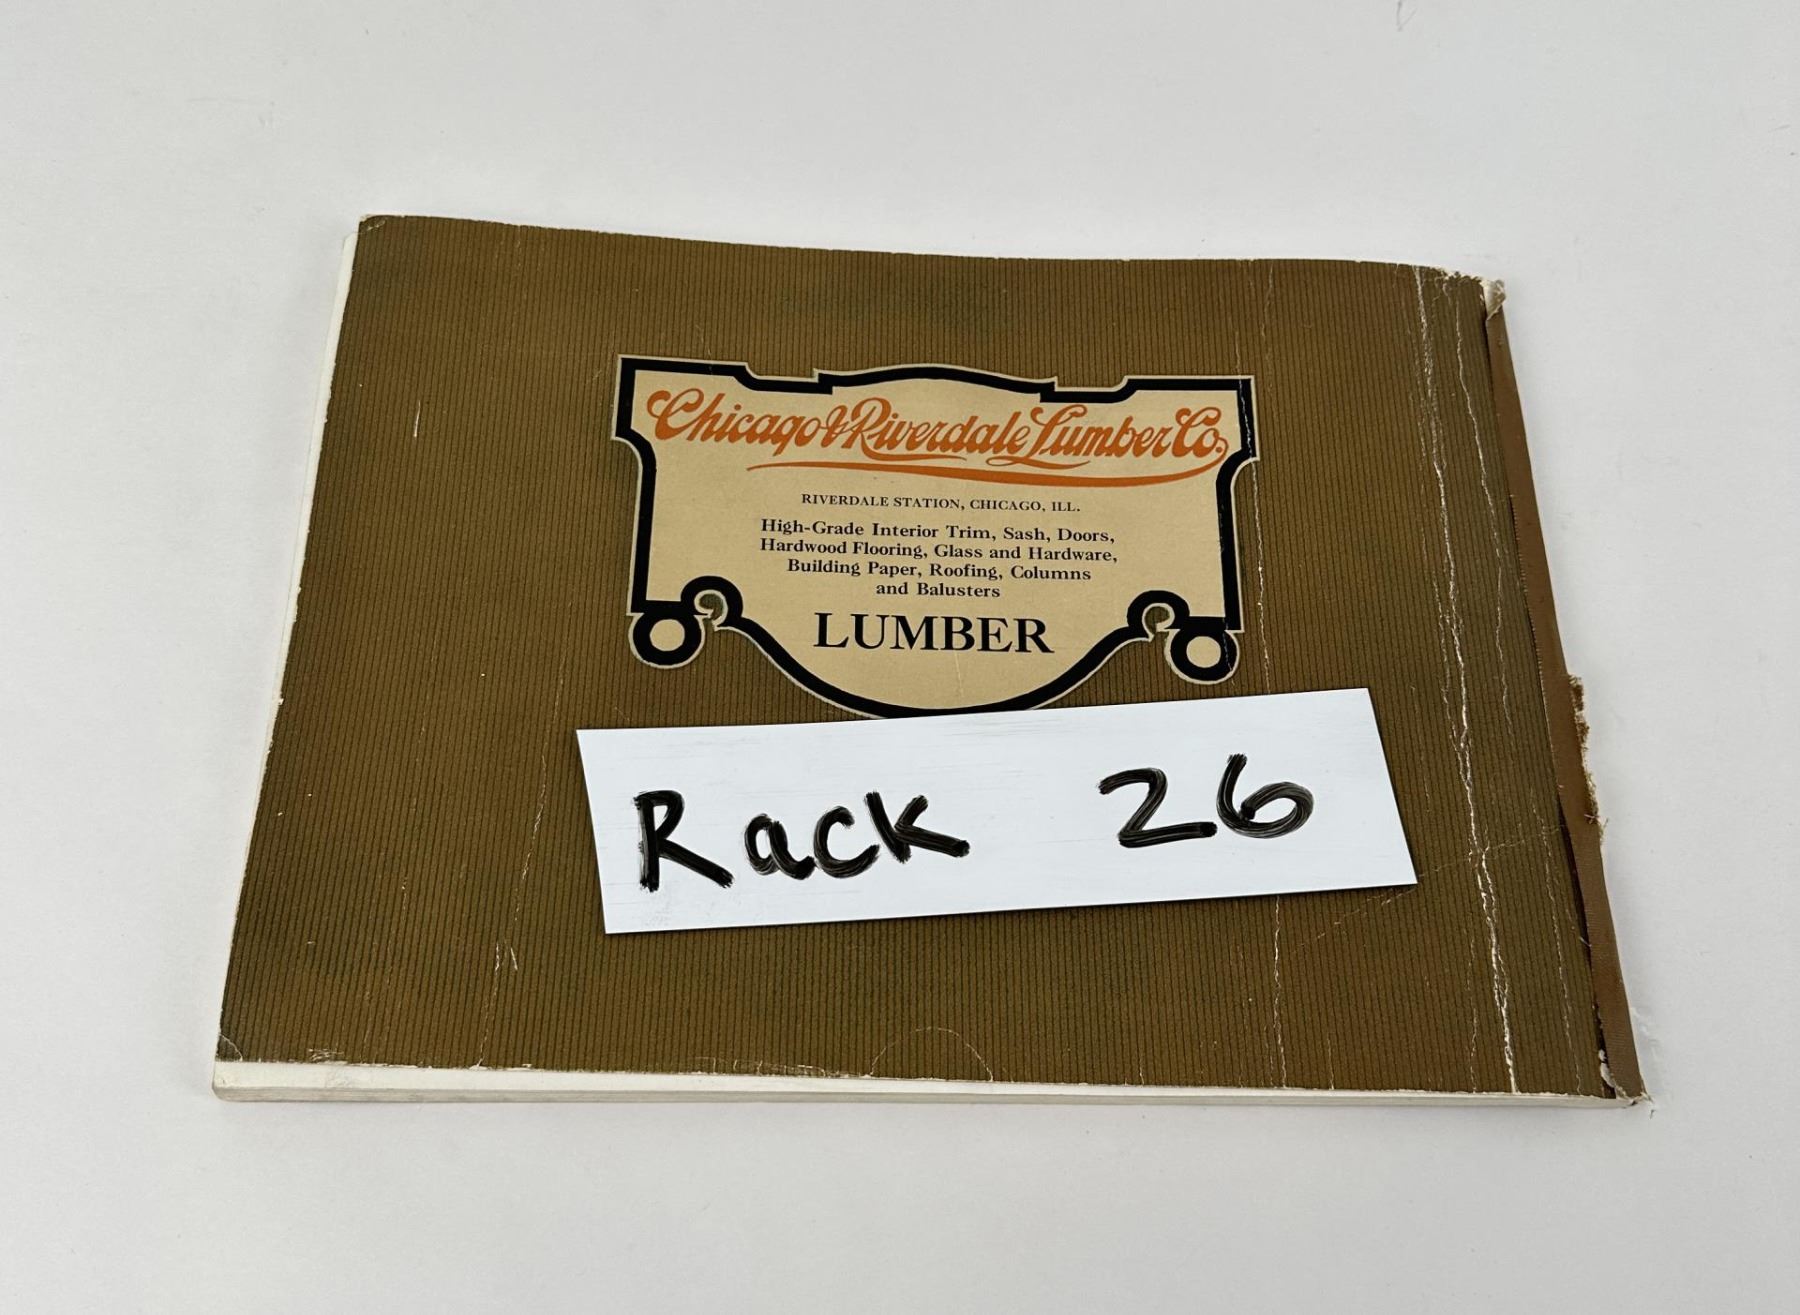 Chicago & Riverdale Lumber Co.
RIVERDALE STATION, CHICAGO, ILL.
High-Grade Interior Trim, Sash, Doors,
Hardwood Flooring, Glass and Hardware,
Building Paper, Roofing, Columns
and Balusters
LUMBER
Rack 26